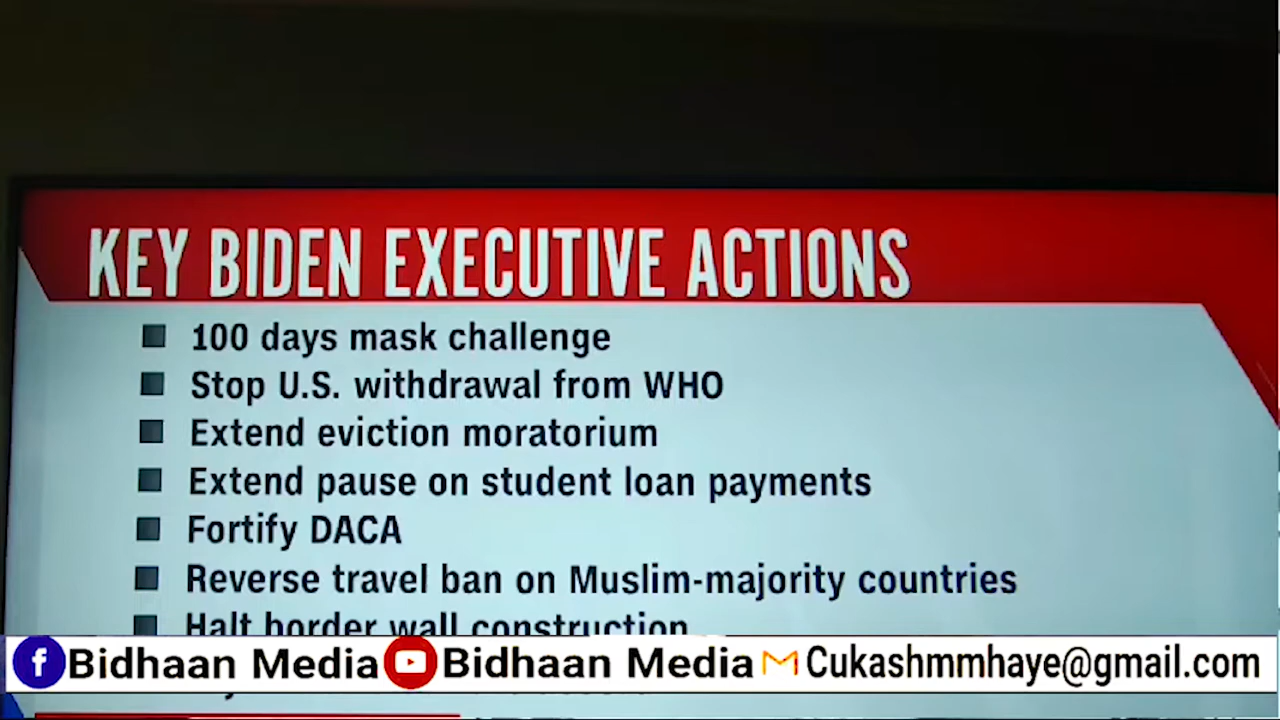 KEY BIDEN EXECUTIVE ACTIONS
100 days mask challenge
Stop U.S. withdrawal from WHO
Extend eviction moratorium
Extend pause on student loan payments
Fortify DACA
Reverse travel ban on Muslim-majority countries
Halt border wall construction
Bidhaan Media Bidhaan Media Cukashmmhaye@gmail.com